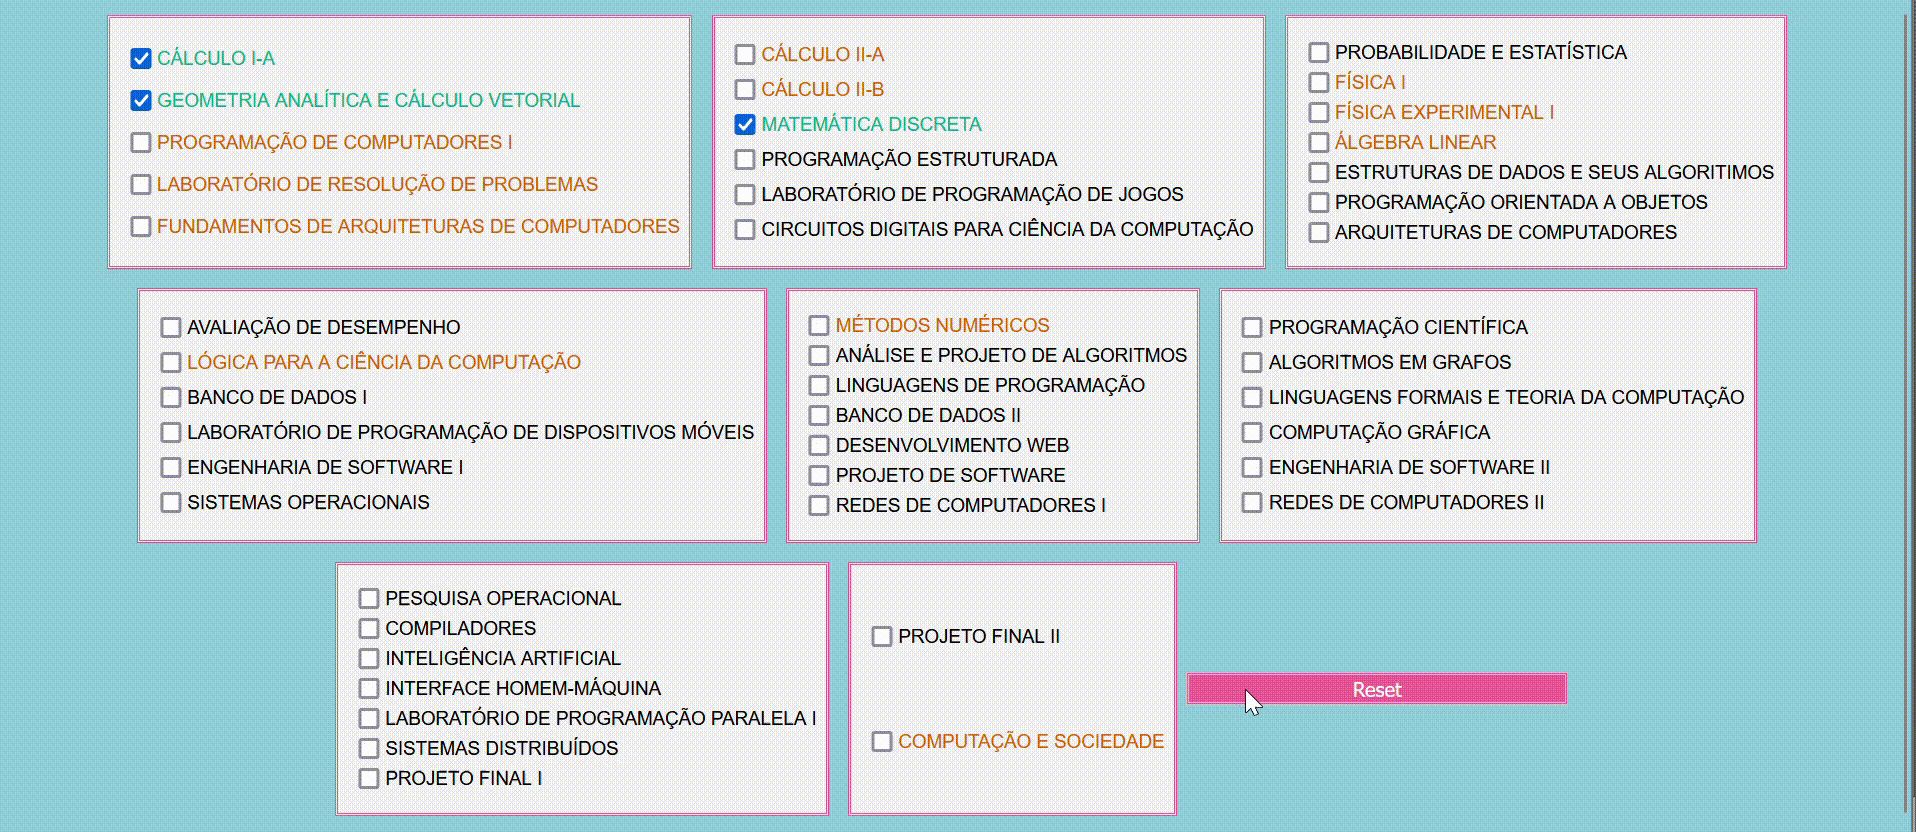 CÁLCULO I-A
GEOMETRIA ANALÍTICA E CÁLCULO VETORIAL
PROGRAMAÇÃO DE COMPUTADORES I
LABORATÓRIO DE RESOLUÇÃO DE PROBLEMAS
FUNDAMENTOS DE ARQUITETURAS DE COMPUTADORES
CÁLCULO II-A
CÁLCULO II-B
MATEMÁTICA DISCRETA
PROGRAMAÇÃO ESTRUTURADA
LABORATÓRIO DE PROGRAMAÇÃO DE JOGOS
CIRCUITOS DIGITAIS PARA CIÊNCIA DA COMPUTAÇÃO
PROBABILIDADE E ESTATÍSTICA
FÍSICA I
FÍSICA EXPERIMENTAL I
ÁLGEBRA LINEAR
ESTRUTURAS DE DADOS E SEUS ALGORITIMOS
PROGRAMAÇÃO ORIENTADA A OBJETOS
ARQUITETURAS DE COMPUTADORES
AVALIAÇÃO DE DESEMPENHO
LÓGICA PARA A CIÊNCIA DA COMPUTAÇÃO
BANCO DE DADOS I
LABORATÓRIO DE PROGRAMAÇÃO DE DISPOSITIVOS MÓVEIS
ENGENHARIA DE SOFTWARE I
SISTEMAS OPERACIONAIS
MÉTODOS NUMÉRICOS
ANÁLISE E PROJETO DE ALGORITMOS
LINGUAGENS DE PROGRAMAÇÃO
BANCO DE DADOS II
DESENVOLVIMENTO WEB
PROJETO DE SOFTWARE
REDES DE COMPUTADORES I
PROGRAMAÇÃO CIENTÍFICA
ALGORITMOS EM GRAFOS
LINGUAGENS FORMAIS E TEORIA DA COMPUTAÇÃO
COMPUTAÇÃO GRÁFICA
ENGENHARIA DE SOFTWARE II
REDES DE COMPUTADORES II
PESQUISA OPERACIONAL
COMPILADORES
INTELIGÊNCIA ARTIFICIAL
INTERFACE HOMEM-MÁQUINA
LABORATÓRIO DE PROGRAMAÇÃO PARALELA I
SISTEMAS DISTRIBUÍDOS
PROJETO FINAL I
PROJETO FINAL II
COMPUTAÇÃO E SOCIEDADE
Reset